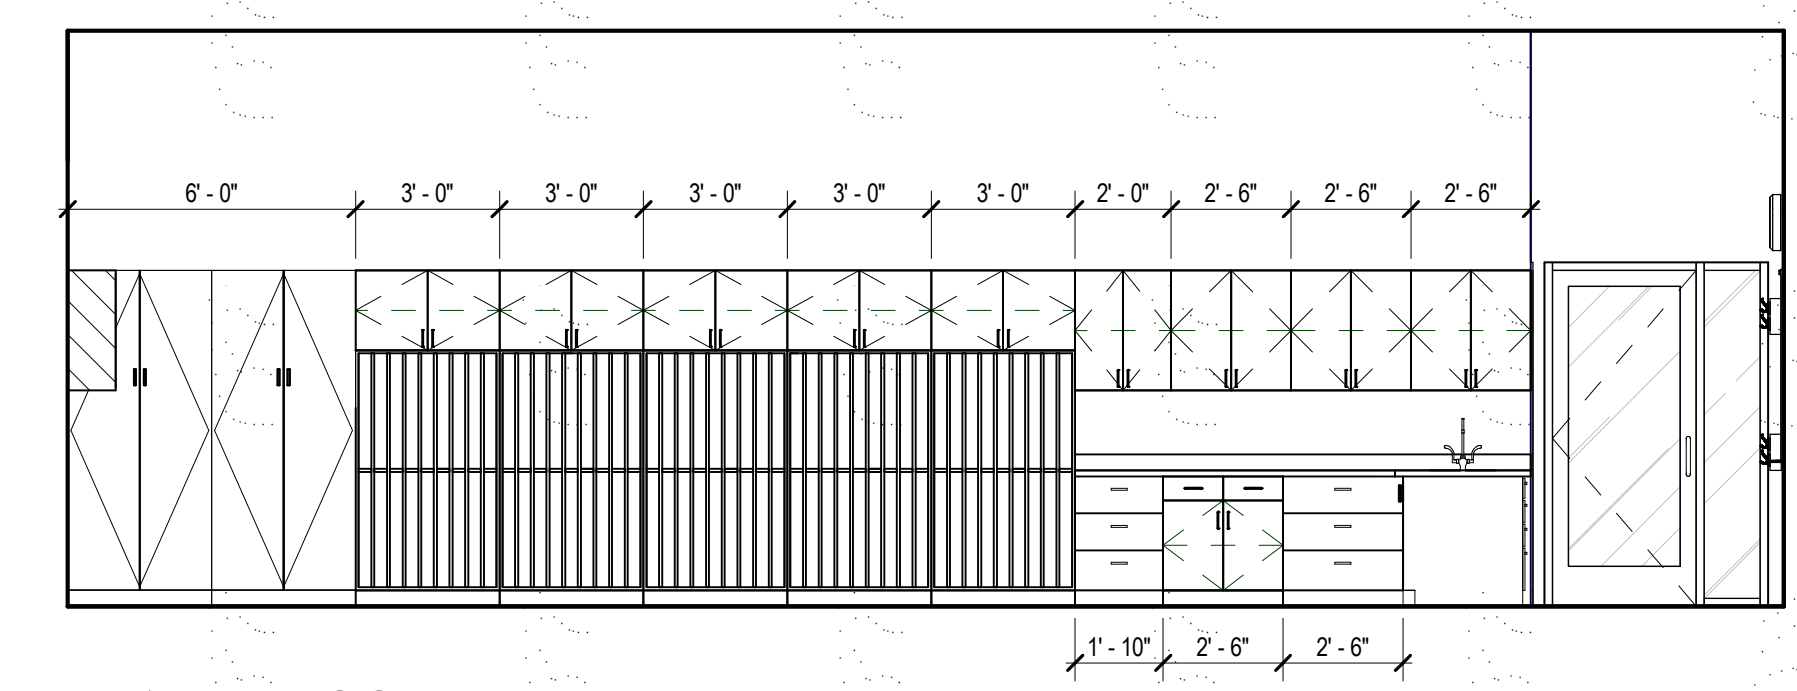 6' - 0" 3' - 0" 3' - 0" 3' - 0" 3' - 0" 3' - 0" 2' - 0" 2' - 6" 2' - 6" 2' - 6"
1' - 10" 2' - 6" 2' - 6"